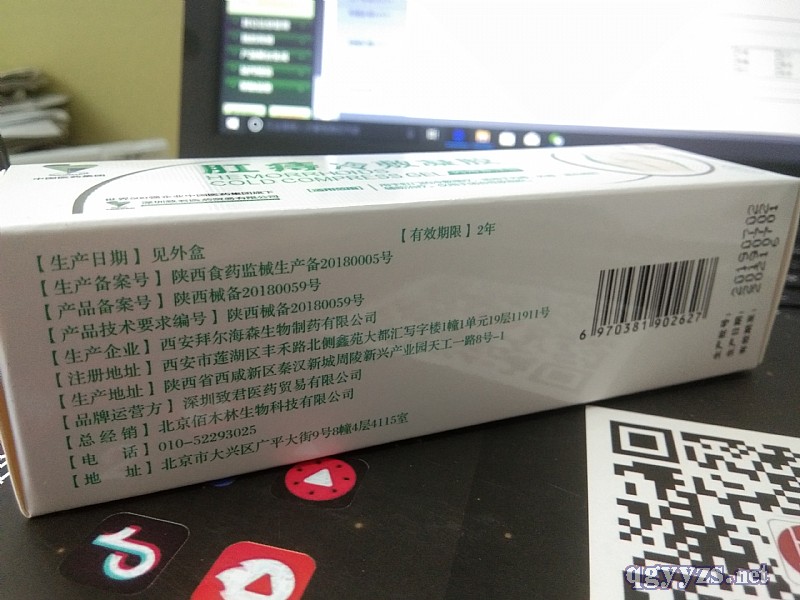 中国医药集团
肛痔冷敷凝胶
HEMORRHOIDS
COLD COMPRESS GEL
【生产日期】见外盒
【有效期限】2年
【生产备案号】陕西食药监械生产备20180005号
【产品备案号】陕西械备20180059号
【产品技术要求编号】陕西械备20180059号
【生产企业】西安拜尔海森生物制药有限公司
【注册地址】西安市莲湖区丰禾路北侧鑫苑大都汇写字楼1幢1单元19层11911号
【生产地址】陕西省西咸新区秦汉新城周陵新兴产业园天工一路8号-1
【品牌运营方】深圳致君医药贸易有限公司
【总经销】北京佰木林生物科技有限公司
【电话】010-52293025
【地址】北京市大兴区广平大街9号8幢4层4115室
6 970381 902627
qgyyzs.net